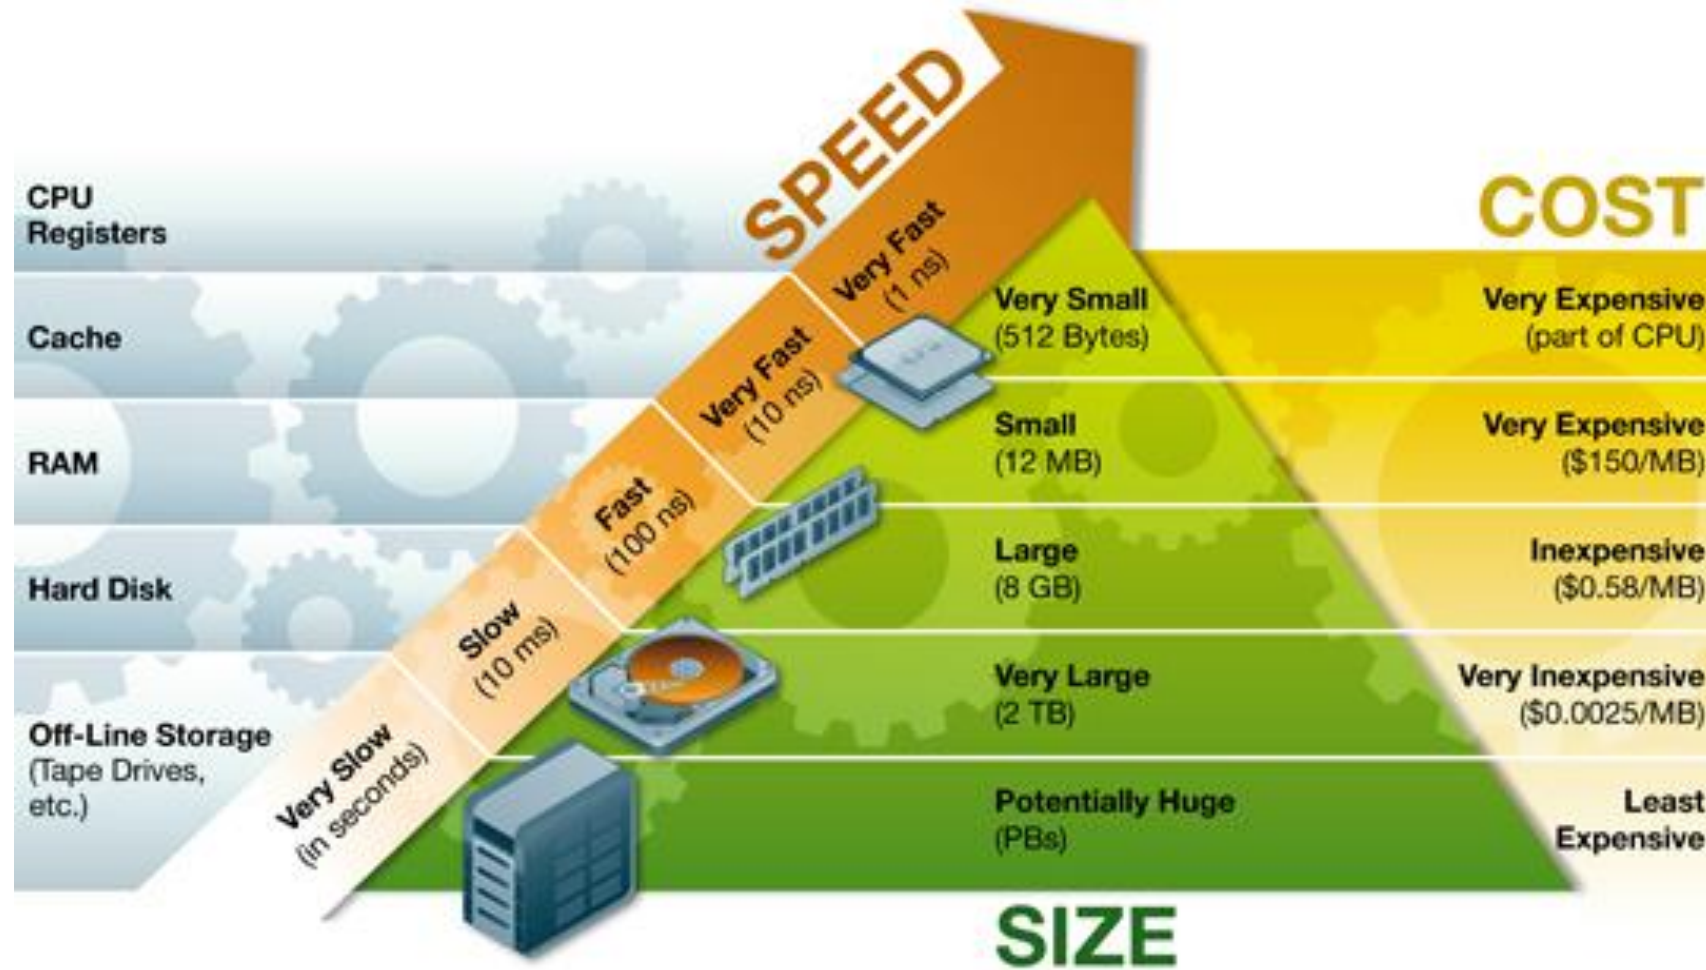 SPEED
COST
CPU
Registers
Very Fast
(1 ns)
Very Small
(512 Bytes)
Very Expensive
(part of CPU)
Cache
Very Fast
(10 ns)
Small
(12 MB)
Very Expensive
($150/MB)
RAM
Fast
(100 ns)
Large
(8 GB)
Inexpensive
($0.58/MB)
Hard Disk
Slow
(10 ms)
Very Large
(2 TB)
Very Inexpensive
($0.0025/MB)
Off-Line Storage
(Tape Drives,
etc.)
Very Slow
(in seconds)
Potentially Huge
(PBs)
Least
Expensive
SIZE